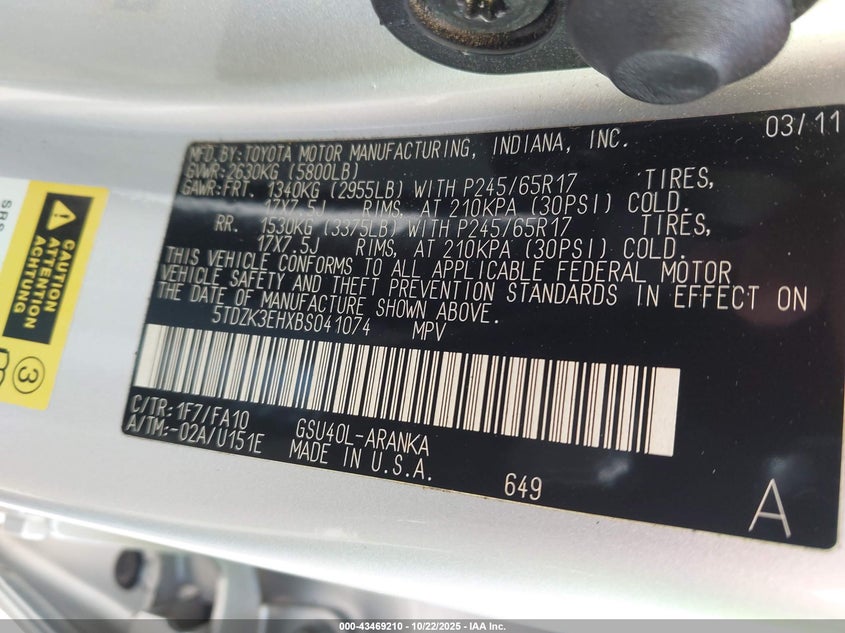 03/11
MFD.BY:TOYOTA MOTOR MANUFACTURING, INDIANA, INC.
GVWR:2630KG (5800LB)
GAWR:FRT. 1340KG (2955LB) WITH P245/65R17 TIRES,
17X7.5J RIMS, AT 210KPA (30PSI) COLD.
RR. 1530KG (3375LB) WITH P245/65R17 TIRES,
17X7.5J RIMS, AT 210KPA (30PSI) COLD.
THIS VEHICLE CONFORMS TO ALL APPLICABLE FEDERAL MOTOR
VEHICLE SAFETY AND THEFT PREVENTION STANDARDS IN EFFECT ON
THE DATE OF MANUFACTURE SHOWN ABOVE.
5TDZK3EHXBS041074 MPV
C/TR:1F7/FA10 GSU40L-ARANKA
A/TM:-02A/U151E MADE IN U.S.A.
649
A
SRS
CAUTION
ATTENTION
ACHTUNG
3
000-43469210 - 10/22/2025 - IAA Inc.